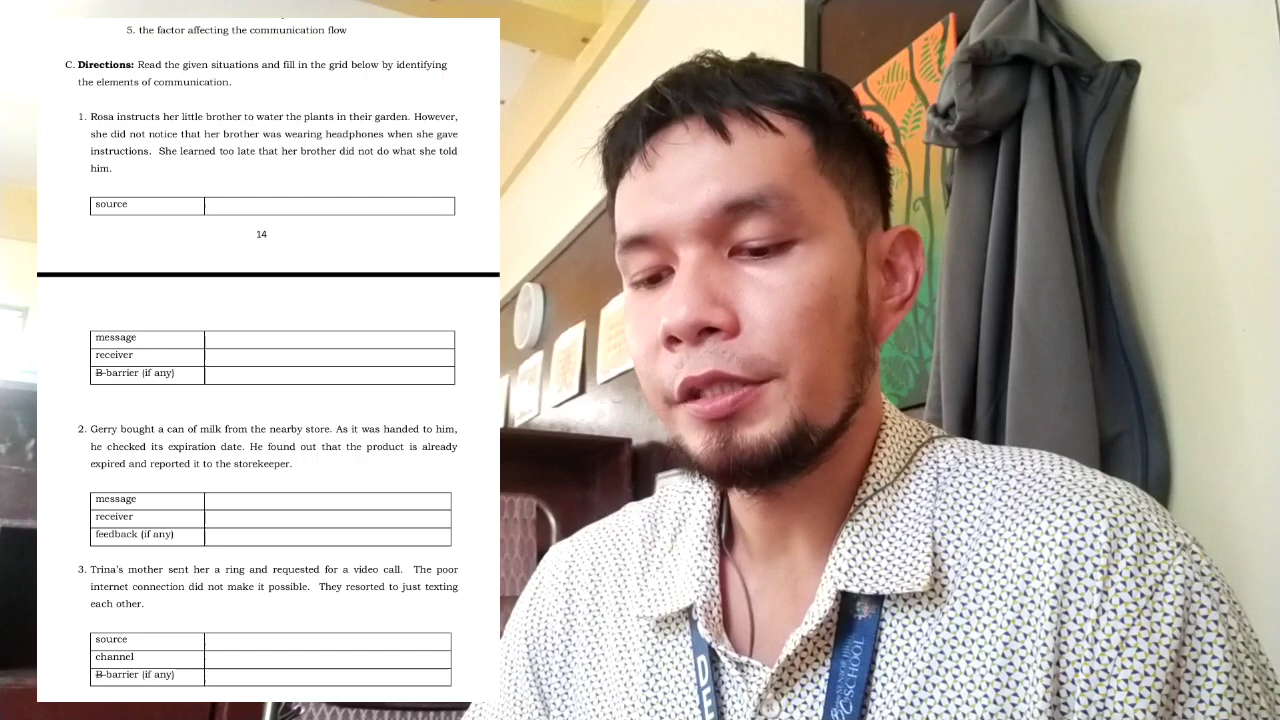 5. the factor affecting the communication flow
C. Directions: Read the given situations and fill in the grid below by identifying
the elements of communication.
1. Rosa instructs her little brother to water the plants in their garden. However,
she did not notice that her brother was wearing headphones when she gave
instructions. She learned too late that her brother did not do what she told
him.
source
14
message
receiver
B barrier (if any)
2. Gerry bought a can of milk from the nearby store. As it was handed to him,
he checked its expiration date. He found out that the product is already
expired and reported it to the storekeeper.
message
receiver
feedback (if any)
3. Trina's mother sent her a ring and requested for a video call. The poor
internet connection did not make it possible. They resorted to just texting
each other.
source
channel
B barrier (if any)
SENIOR HIGH
SCHOOL